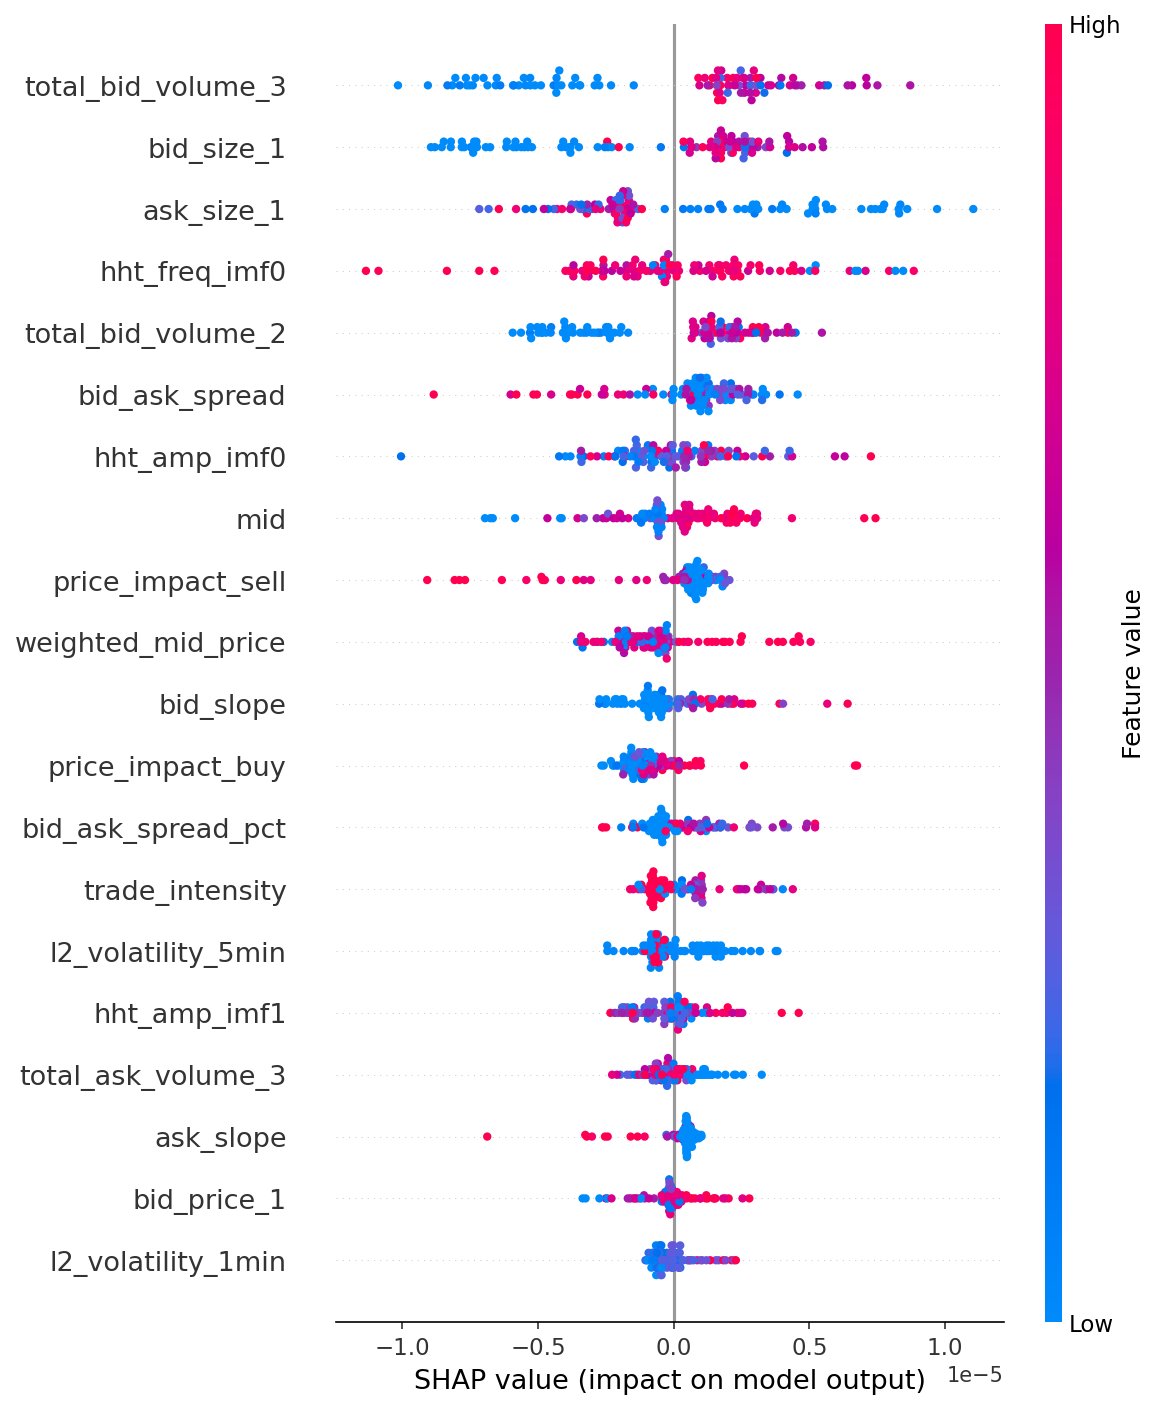 High
total_bid_volume_3
bid_size_1
ask_size_1
hht_freq_imf0
total_bid_volume_2
bid_ask_spread
hht_amp_imf0
mid
price_impact_sell
weighted_mid_price
bid_slope
price_impact_buy
bid_ask_spread_pct
trade_intensity
l2_volatility_5min
hht_amp_imf1
total_ask_volume_3
ask_slope
bid_price_1
l2_volatility_1min
Feature value
Low
−1.0 −0.5 0.0 0.5 1.0
1e−5
SHAP value (impact on model output)